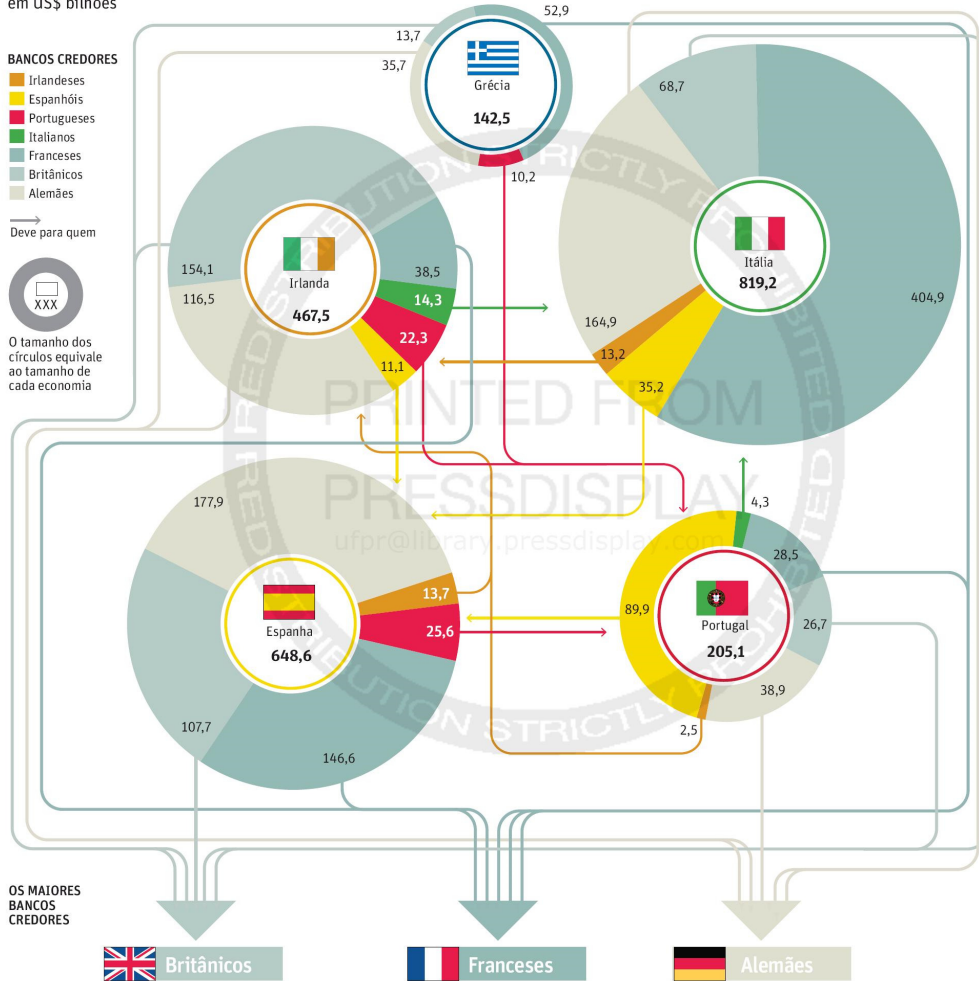 em US$ bilhões
BANCOS CREDORES
Irlandeses
Espanhóis
Portugueses
Italianos
Franceses
Britânicos
Alemães
Deve para quem
XXX
O tamanho dos
círculos equivale
ao tamanho de
cada economia
52,9
13,7
35,7
Grécia
142,5
10,2
68,7
Itália
819,2
404,9
164,9
13,2
35,2
154,1
116,5
Irlanda
467,5
38,5
14,3
22,3
11,1
177,9
13,7
25,6
Espanha
648,6
107,7
146,6
4,3
28,5
89,9
Portugal
205,1
26,7
38,9
2,5
PRINTED FROM
PRESSDISPLAY
ufpr@library.pressdisplay.com
OS MAIORES
BANCOS
CREDORES
Britânicos
Franceses
Alemães